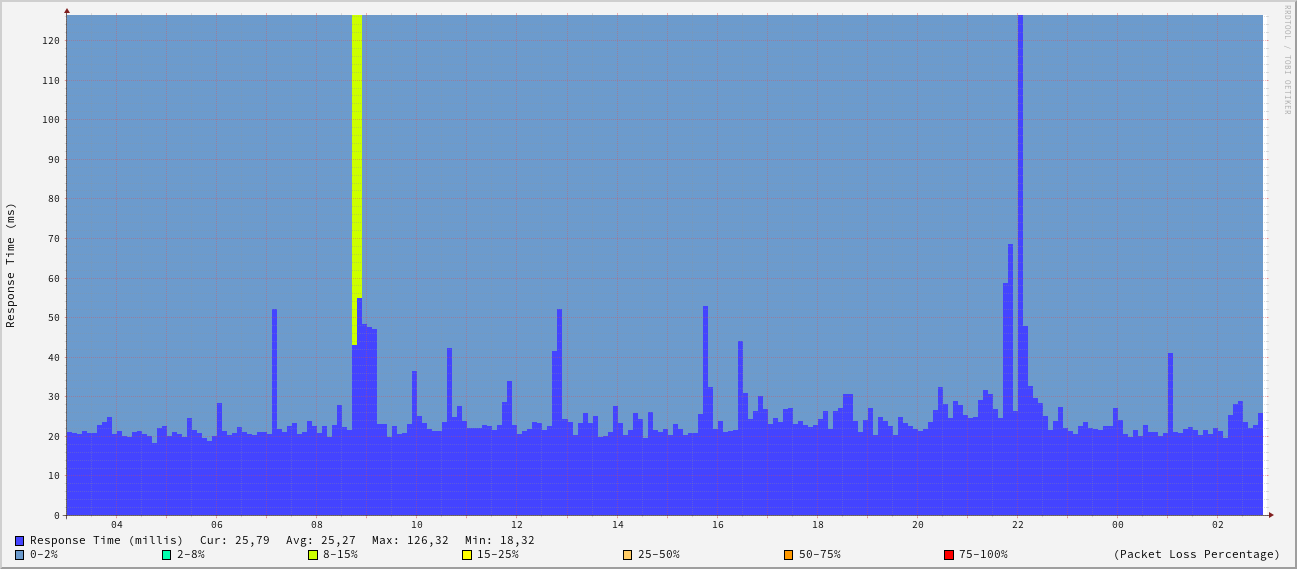 RRDTOOL / TOBI OETIKER
Response Time (ms)
120
110
100
90
80
70
60
50
40
30
20
10
0
04 06 08 10 12 14 16 18 20 22 00 02
Response Time (millis) Cur: 25,79 Avg: 25,27 Max: 126,32 Min: 18,32
0-2% 2-8% 8-15% 15-25% 25-50% 50-75% 75-100% (Packet Loss Percentage)